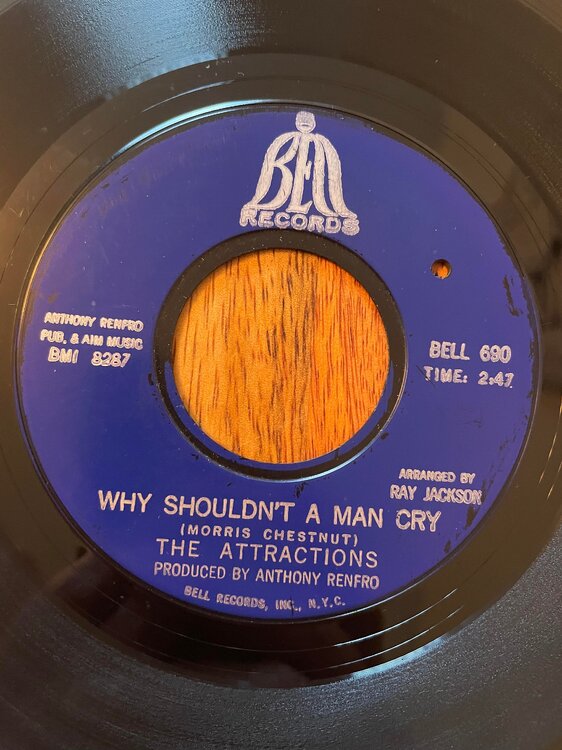 BELL
RECORDS
ANTHONY RENFRO
PUB. & AIM MUSIC
BMI 8287
BELL 690
TIME: 2:47
ARRANGED BY
RAY JACKSON
WHY SHOULDN'T A MAN CRY
(MORRIS CHESTNUT)
THE ATTRACTIONS
PRODUCED BY ANTHONY RENFRO
BELL RECORDS, INC., N.Y.C.